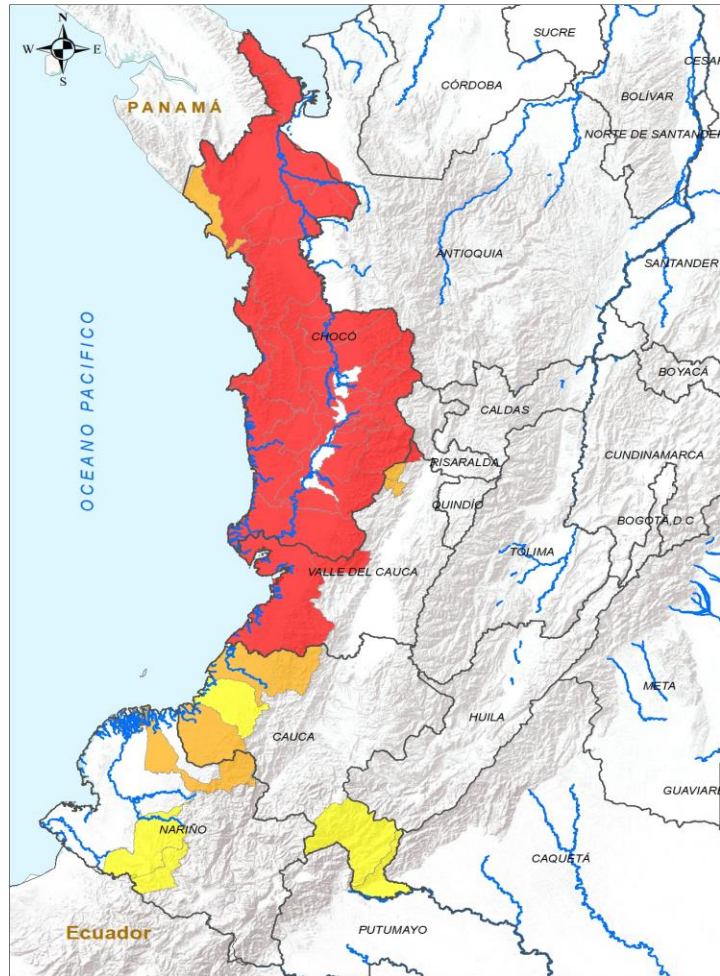 N
W E
S
PANAMÁ
SUCRE
CÓRDOBA
CESAR
BOLÍVAR
NORTE DE SANTANDER
ANTIOQUIA
SANTANDER
OCEANO PACIFICO
CHOCÓ
BOYACÁ
CALDAS
CUNDINAMARCA
RISARALDA
QUINDÍO
BOGOTÁ, D.C
TOLIMA
VALLE DEL CAUCA
META
HUILA
CAUCA
GUAVIARE
NARIÑO
CAQUETÁ
Ecuador
PUTUMAYO